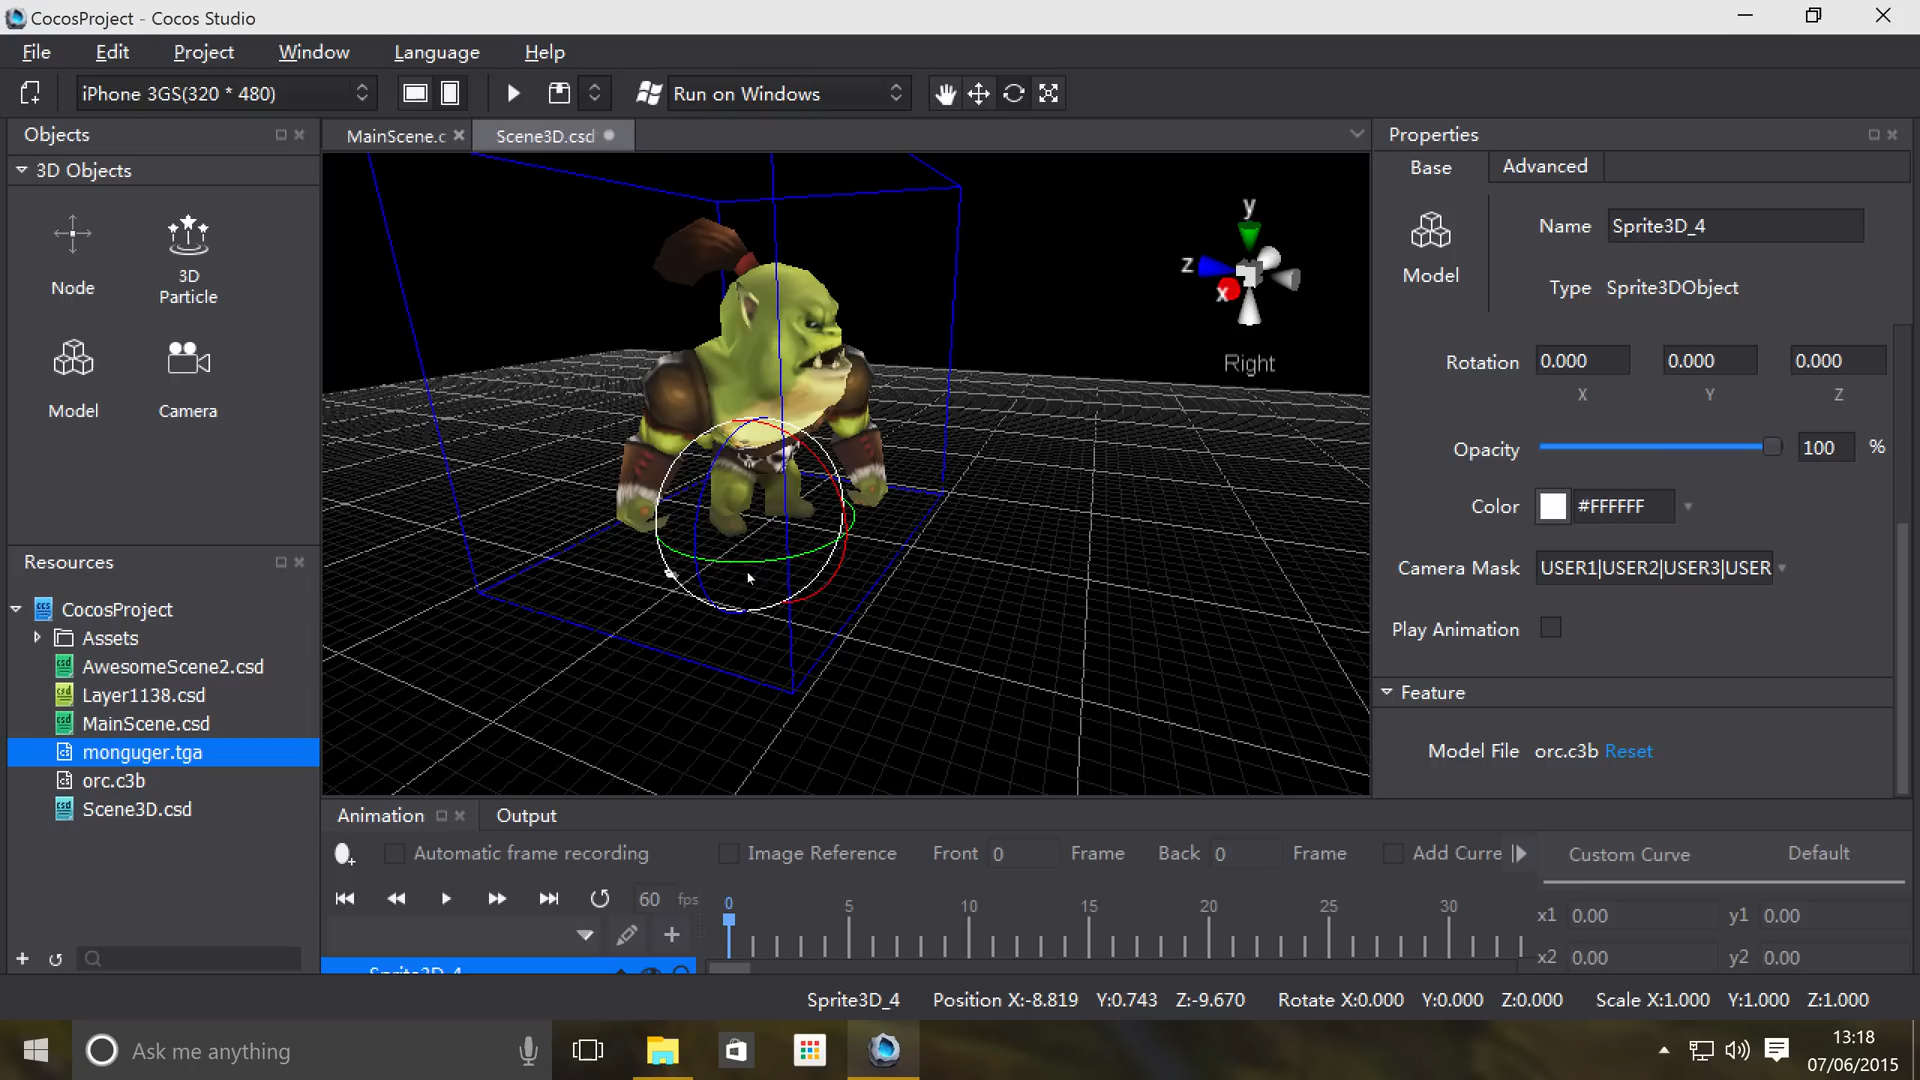 CocosProject - Cocos Studio
File Edit Project Window Language Help
iPhone 3GS(320 * 480) Run on Windows
Objects
3D Objects
Node
3D
Particle
Model
Camera
MainScene.c Scene3D.csd
y
z
x
Right
Properties
Base Advanced
Model
Name Sprite3D_4
Type Sprite3DObject
Rotation 0.000 0.000 0.000
X Y Z
Opacity 100 %
Color #FFFFFF
Camera Mask USER1|USER2|USER3|USER
Play Animation
Feature
Model File orc.c3b Reset
Resources
CocosProject
Assets
AwesomeScene2.csd
Layer1138.csd
MainScene.csd
monguger.tga
orc.c3b
Scene3D.csd
Animation Output
Automatic frame recording Image Reference Front 0 Frame Back 0 Frame Add Curre Custom Curve Default
60 fps 0 5 10 15 20 25 30
x1 0.00 y1 0.00
x2 0.00 y2 0.00
Sprite3D_4
Sprite3D_4 Position X:-8.819 Y:0.743 Z:-9.670 Rotate X:0.000 Y:0.000 Z:0.000 Scale X:1.000 Y:1.000 Z:1.000
Ask me anything
13:18
07/06/2015